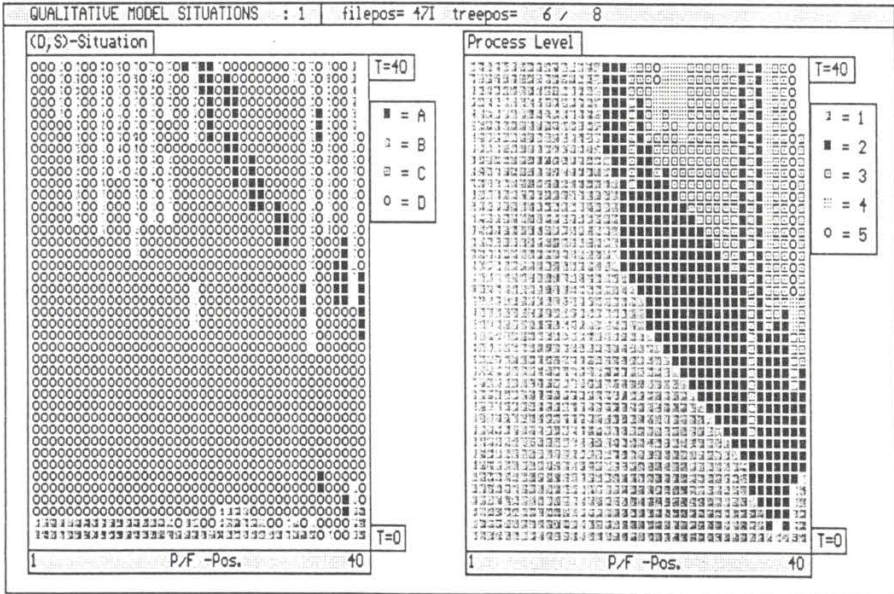 QUALITATIVE MODEL SITUATIONS : 1 filepos= 471 treepos= 6 / 8
(D,S)-Situation
T=40
= A
= B
= C
O = D
T=0
1 P/F -Pos. 40
Process Level
T=40
= 1
= 2
= 3
= 4
O = 5
T=0
1 P/F -Pos. 40